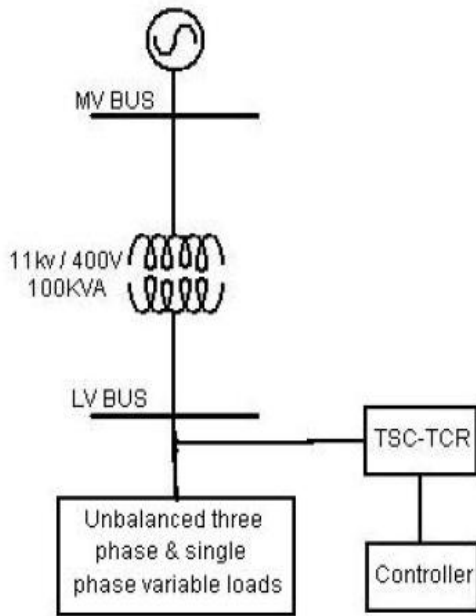 MV BUS
11kv / 400V
100KVA
LV BUS
TSC-TCR
Unbalanced three
phase & single
phase variable loads
Controller